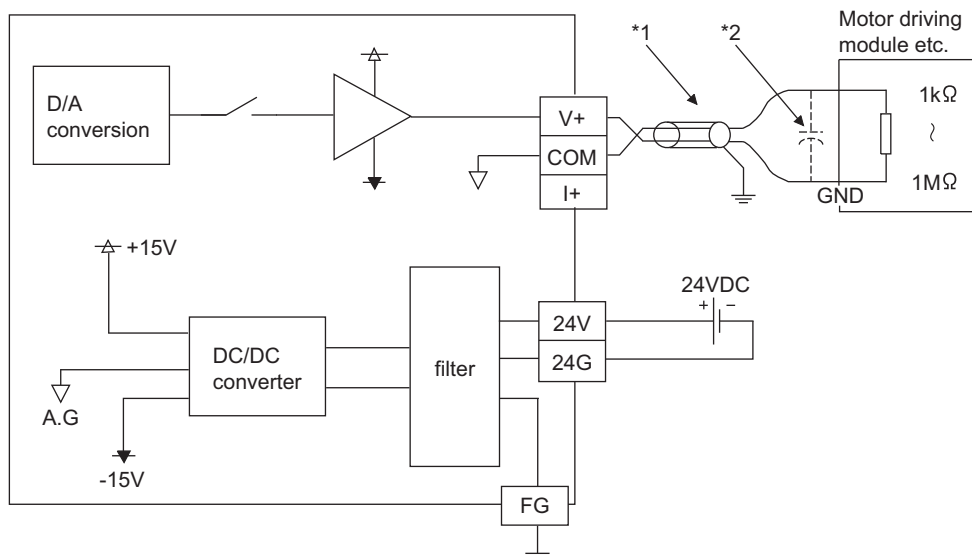 *1
*2
Motor driving
module etc.
D/A
conversion
V+
COM
I+
1kΩ
~
1MΩ
GND
+15V
24VDC
+ −
DC/DC
converter
filter
24V
24G
A.G
-15V
FG